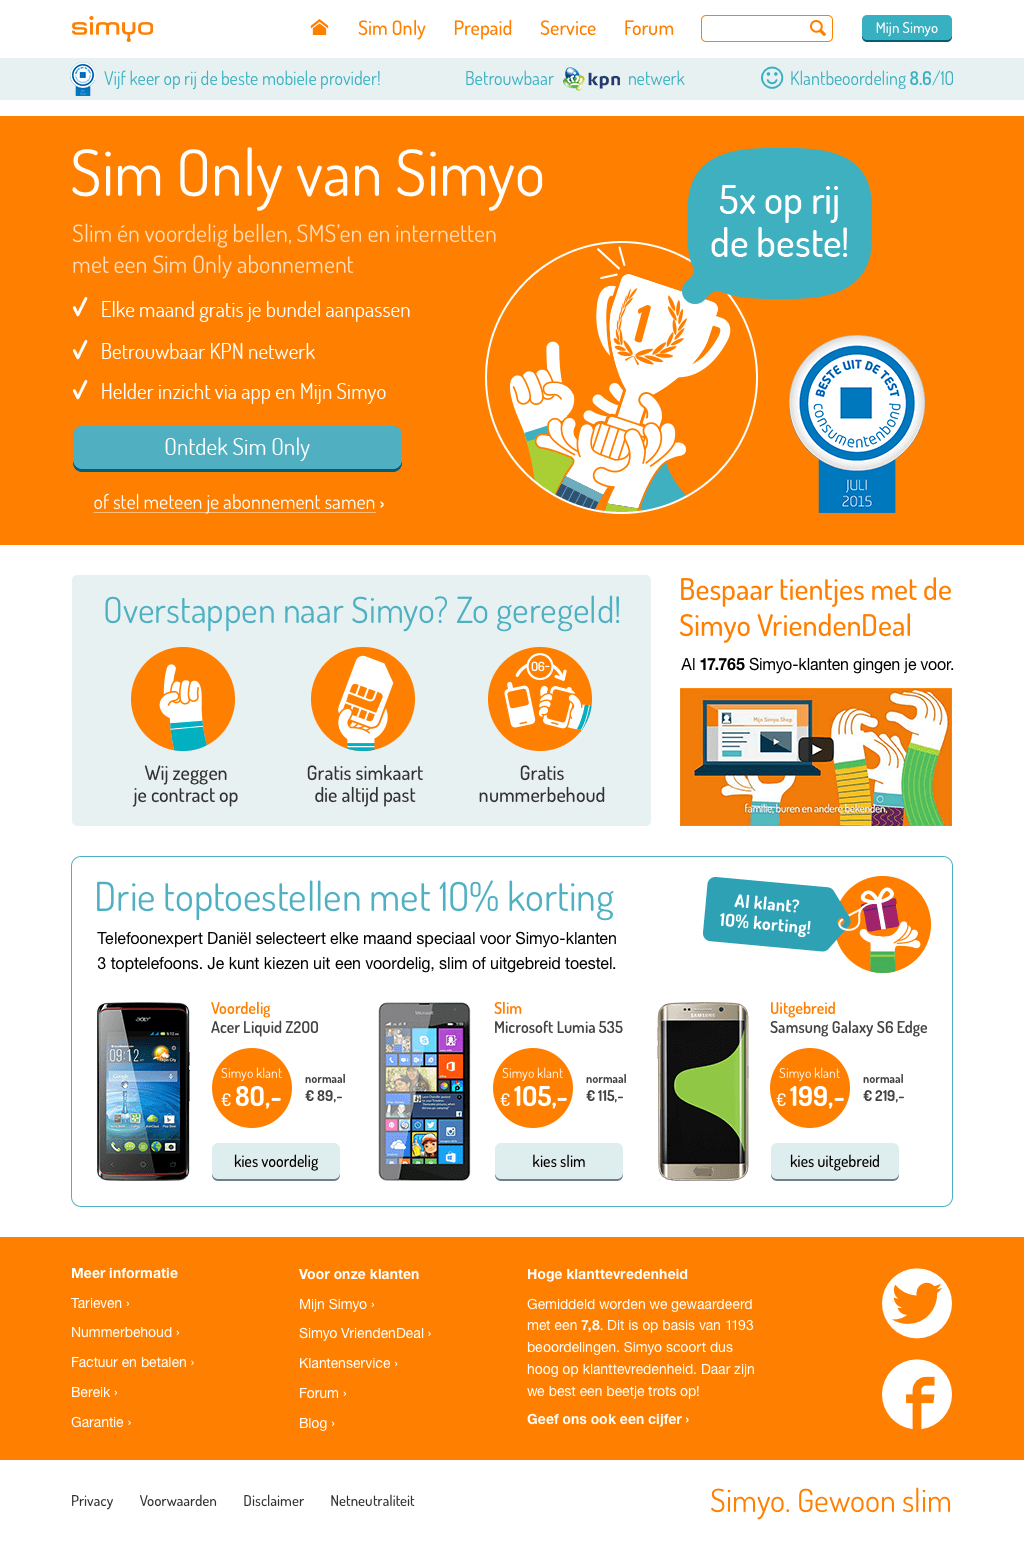 simyo
Sim Only
Prepaid
Service
Forum
Mijn Simyo
Vijf keer op rij de beste mobiele provider!
Betrouwbaar kpn netwerk
Klantbeoordeling 8.6/10
Sim Only van Simyo
Slim én voordelig bellen, SMS'en en internetten
met een Sim Only abonnement
Elke maand gratis je bundel aanpassen
Betrouwbaar KPN netwerk
Helder inzicht via app en Mijn Simyo
Ontdek Sim Only
of stel meteen je abonnement samen ›
5x op rij
de beste!
1
BESTE UIT DE TEST
consumentenbond
JULI
2015
Overstappen naar Simyo? Zo geregeld!
06-
Wij zeggen
je contract op
Gratis simkaart
die altijd past
Gratis
nummerbehoud
Bespaar tientjes met de
Simyo VriendenDeal
Al 17.765 Simyo-klanten gingen je voor.
Mijn Simyo Shop
familie, buren en andere bekenden.
Drie toptoestellen met 10% korting
Telefoonexpert Daniël selecteert elke maand speciaal voor Simyo-klanten
3 toptelefoons. Je kunt kiezen uit een voordelig, slim of uitgebreid toestel.
Al klant?
10% korting!
acer
09:12
Voordelig
Acer Liquid Z200
Simyo klant
€ 80,-
normaal
€ 89,-
kies voordelig
Microsoft
Slim
Microsoft Lumia 535
Simyo klant
€ 105,-
normaal
€ 115,-
kies slim
SAMSUNG
Uitgebreid
Samsung Galaxy S6 Edge
Simyo klant
€ 199,-
normaal
€ 219,-
kies uitgebreid
Meer informatie
Tarieven ›
Nummerbehoud ›
Factuur en betalen ›
Bereik ›
Garantie ›
Voor onze klanten
Mijn Simyo ›
Simyo VriendenDeal ›
Klantenservice ›
Forum ›
Blog ›
Hoge klanttevredenheid
Gemiddeld worden we gewaardeerd
met een 7,8. Dit is op basis van 1193
beoordelingen. Simyo scoort dus
hoog op klanttevredenheid. Daar zijn
we best een beetje trots op!
Geef ons ook een cijfer ›
Privacy
Voorwaarden
Disclaimer
Netneutraliteit
Simyo. Gewoon slim